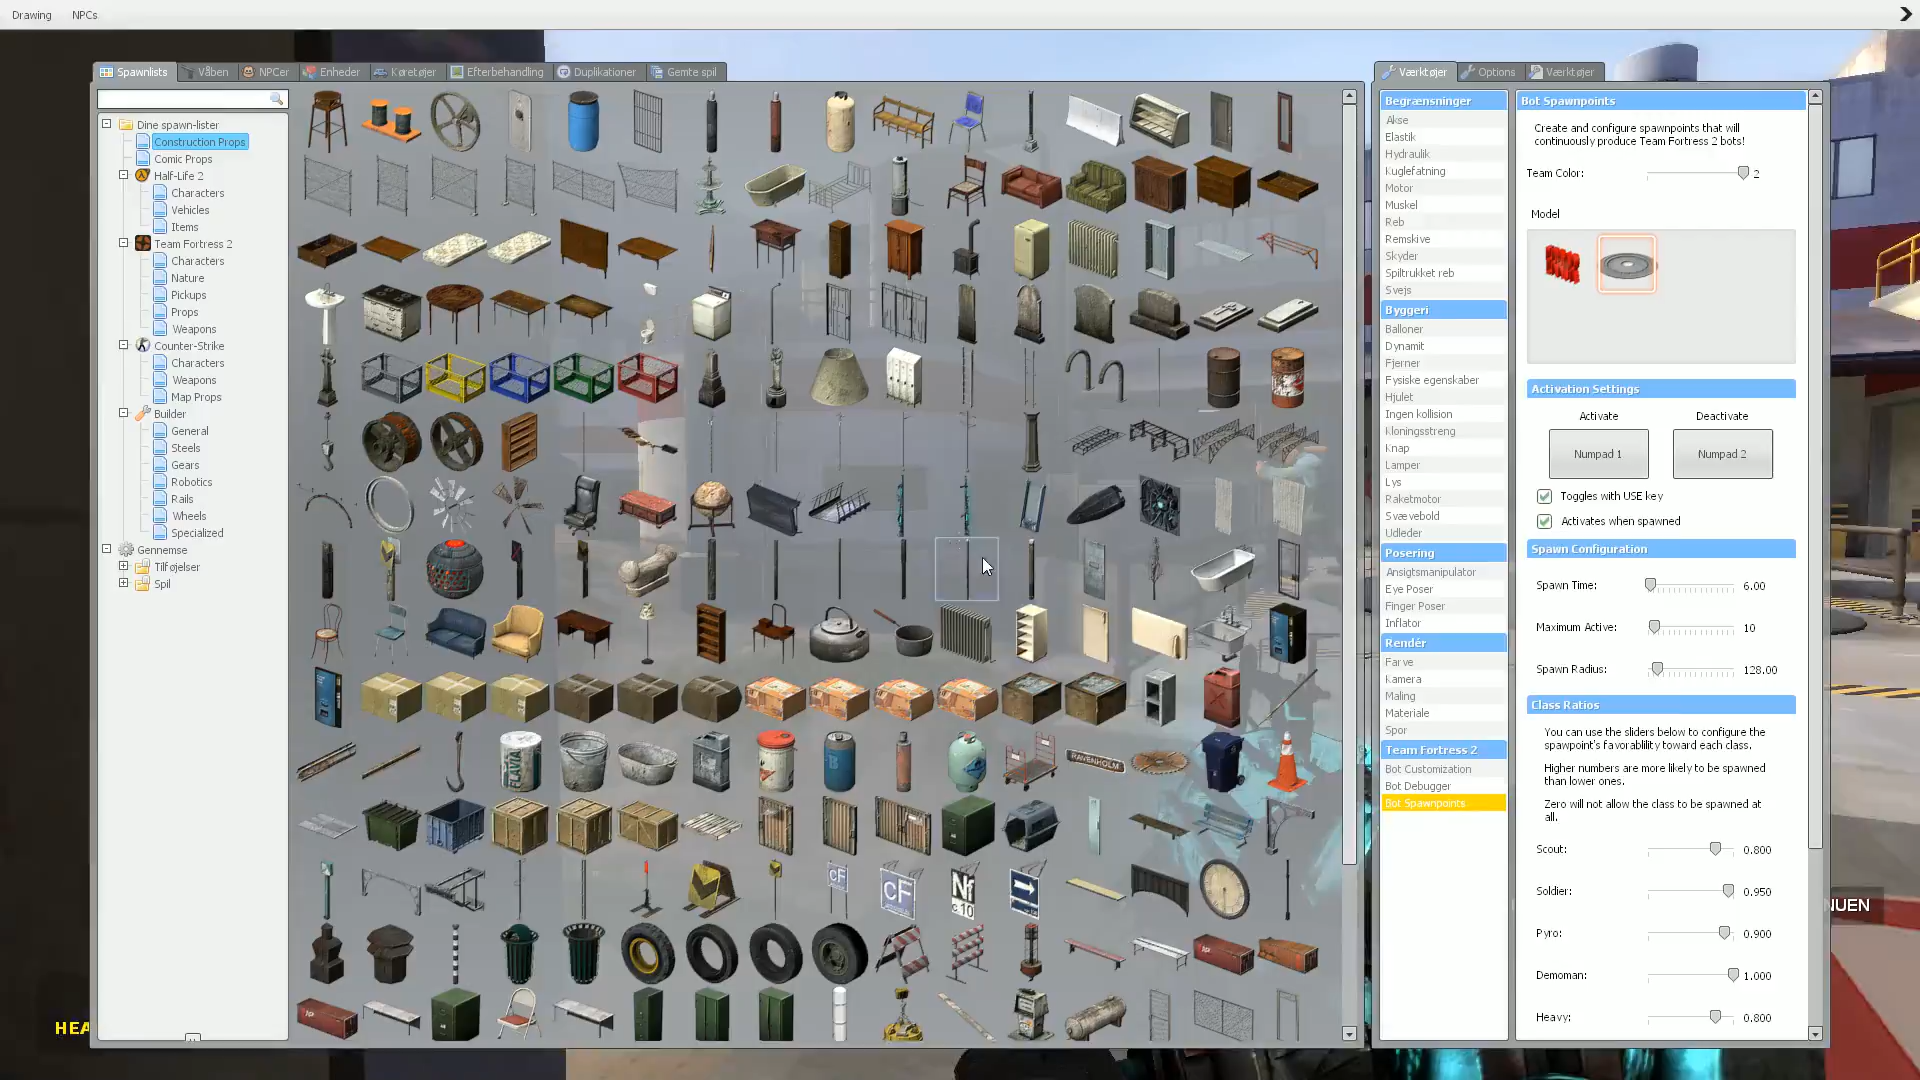 Drawing NPCs
Spawnlists Våben NPCer Enheder Køretøjer Efterbehandling Duplikationer Gemte spil
Dine spawn-lister
Construction Props
Comic Props
Half-Life 2
Characters
Vehicles
Items
Team Fortress 2
Characters
Nature
Pickups
Props
Weapons
Counter-Strike
Characters
Weapons
Map Props
Builder
General
Steels
Gears
Robotics
Rails
Wheels
Specialized
Gennemse
Tilføjelser
Spil
RAVENHOLM
CF
CF
Nf
c 10
HEA
Værktøjer Options Værktøjer
Begrænsninger
Akse
Elastik
Hydraulik
Kuglefatning
Motor
Muskel
Reb
Remskive
Skyder
Spiltrukket reb
Svejs
Byggeri
Balloner
Dynamit
Fjerner
Fysiske egenskaber
Hjulet
Ingen kollision
Kloningsstreng
Knap
Lamper
Lys
Raketmotor
Svævebold
Udleder
Posering
Ansigtsmanipulator
Eye Poser
Finger Poser
Inflator
Rendér
Farve
Kamera
Maling
Materiale
Spor
Team Fortress 2
Bot Customization
Bot Debugger
Bot Spawnpoints
Bot Spawnpoints
Create and configure spawnpoints that will
continuously produce Team Fortress 2 bots!
Team Color: 2
Model
Activation Settings
Activate Deactivate
Numpad 1 Numpad 2
Toggles with USE key
Activates when spawned
Spawn Configuration
Spawn Time: 6.00
Maximum Active: 10
Spawn Radius: 128.00
Class Ratios
You can use the sliders below to configure the
spawnpoint's favorablility toward each class.
Higher numbers are more likely to be spawned
than lower ones.
Zero will not allow the class to be spawned at
all.
Scout: 0.800
Soldier: 0.950
Pyro: 0.900
Demoman: 1.000
Heavy: 0.800
NUEN